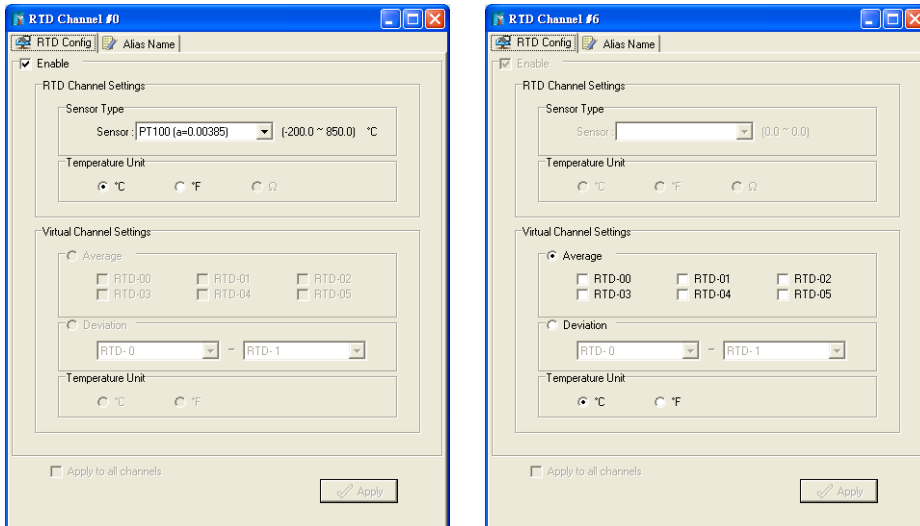 RTD Channel #0
RTD Config Alias Name
Enable
RTD Channel Settings
Sensor Type
Sensor : PT100 (a=0.00385) (-200.0 ~ 850.0) °C
Temperature Unit
°C °F Ω
Virtual Channel Settings
Average
RTD-00 RTD-01 RTD-02
RTD-03 RTD-04 RTD-05
Deviation
RTD- 0 - RTD- 1
Temperature Unit
°C °F
Apply to all channels
Apply
RTD Channel #6
RTD Config Alias Name
Enable
RTD Channel Settings
Sensor Type
Sensor : (0.0 ~ 0.0)
Temperature Unit
°C °F Ω
Virtual Channel Settings
Average
RTD-00 RTD-01 RTD-02
RTD-03 RTD-04 RTD-05
Deviation
RTD- 0 - RTD- 1
Temperature Unit
°C °F
Apply to all channels
Apply